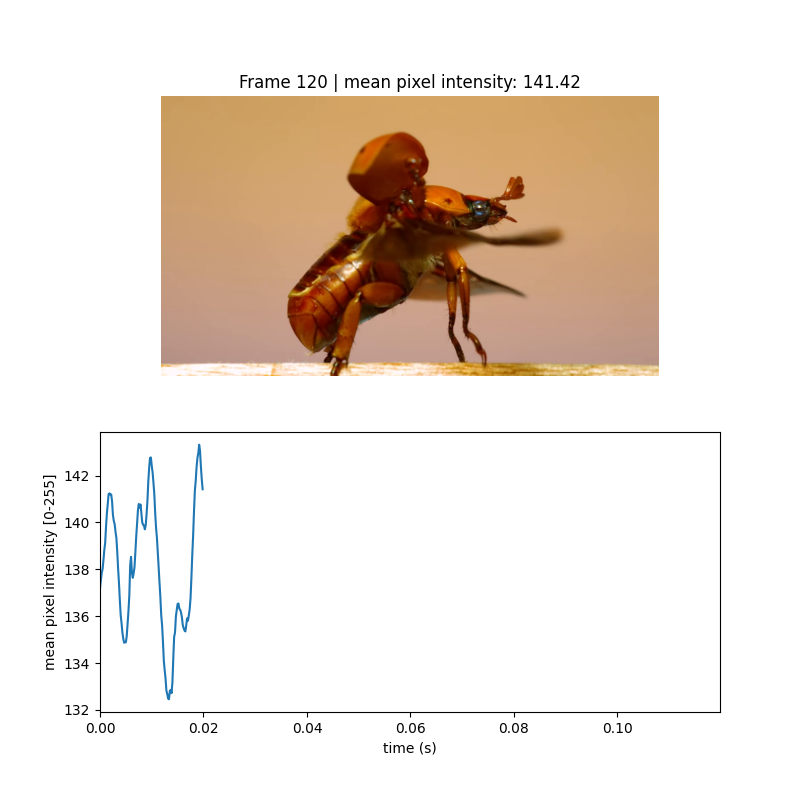 Frame 120 | mean pixel intensity: 141.42
mean pixel intensity [0-255]
142
140
138
136
134
132
0.00 0.02 0.04 0.06 0.08 0.10
time (s)